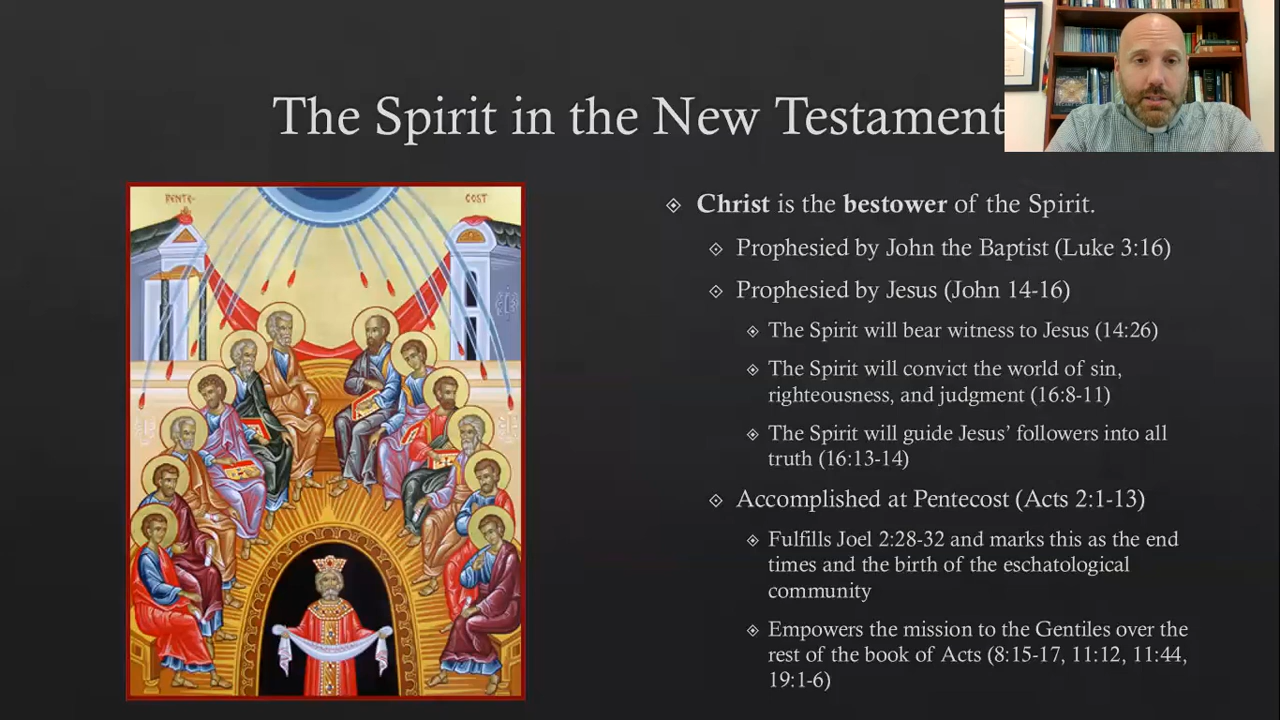 The Spirit in the New Testament
PENTE-
COST
Christ is the bestower of the Spirit.
Prophesied by John the Baptist (Luke 3:16)
Prophesied by Jesus (John 14-16)
The Spirit will bear witness to Jesus (14:26)
The Spirit will convict the world of sin,
righteousness, and judgment (16:8-11)
The Spirit will guide Jesus’ followers into all
truth (16:13-14)
Accomplished at Pentecost (Acts 2:1-13)
Fulfills Joel 2:28-32 and marks this as the end
times and the birth of the eschatological
community
Empowers the mission to the Gentiles over the
rest of the book of Acts (8:15-17, 11:12, 11:44,
19:1-6)